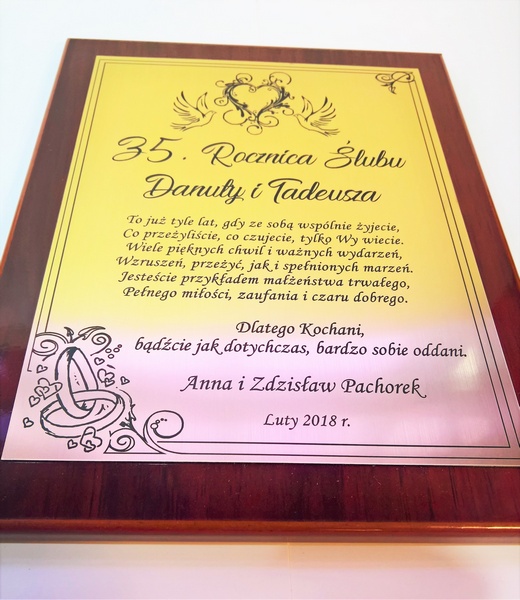 35. Rocznica Ślubu
Danuty i Tadeusza
To już tyle lat, gdy ze sobą wspólnie żyjecie,
Co przeżyliście, co czujecie, tylko Wy wiecie.
Wiele pięknych chwil i ważnych wydarzeń,
Wzruszeń, przeżyć, jak i spełnionych marzeń.
Jesteście przykładem małżeństwa trwałego,
Pełnego miłości, zaufania i czaru dobrego.
Dlatego Kochani,
bądźcie jak dotychczas, bardzo sobie oddani.
Anna i Zdzisław Pachorek
Luty 2018 r.